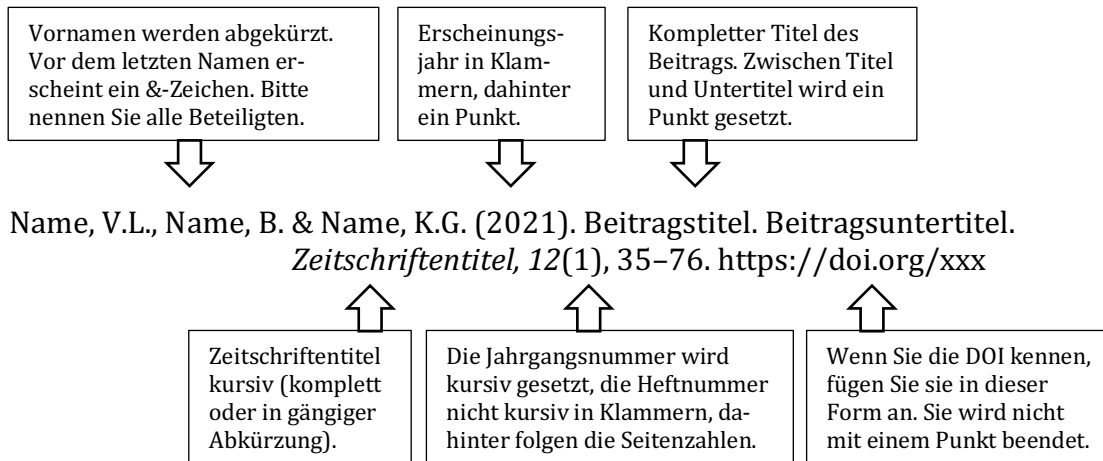 Vornamen werden abgekürzt.
Vor dem letzten Namen er-
scheint ein &-Zeichen. Bitte
nennen Sie alle Beteiligten.
Erscheinungs-
jahr in Klam-
mern, dahinter
ein Punkt.
Kompletter Titel des
Beitrags. Zwischen Titel
und Untertitel wird ein
Punkt gesetzt.
Name, V.L., Name, B. & Name, K.G. (2021). Beitragstitel. Beitragsuntertitel.
Zeitschriftentitel, 12(1), 35–76. https://doi.org/xxx
Zeitschriftentitel
kursiv (komplett
oder in gängiger
Abkürzung).
Die Jahrgangsnummer wird
kursiv gesetzt, die Heftnummer
nicht kursiv in Klammern, da-
hinter folgen die Seitenzahlen.
Wenn Sie die DOI kennen,
fügen Sie sie in dieser
Form an. Sie wird nicht
mit einem Punkt beendet.